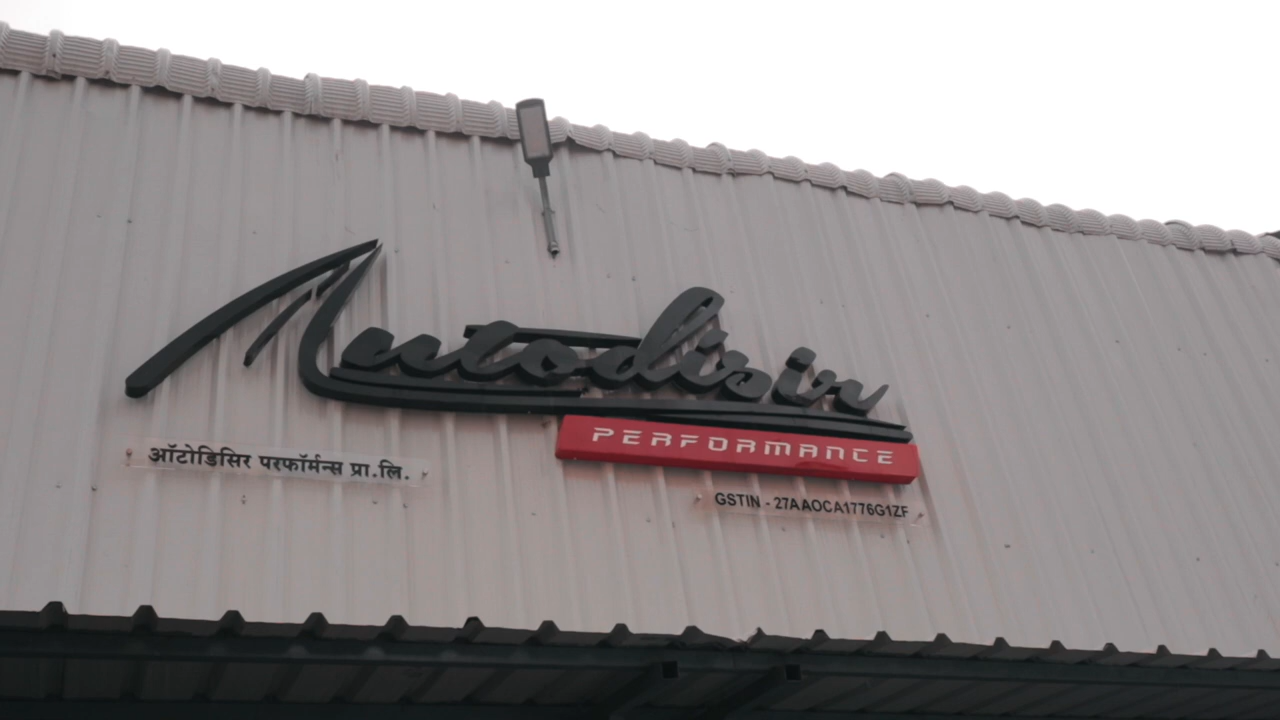 Autodisir
PERFORMANCE
ऑटोडिसिर परफॉर्मन्स प्रा.लि.
GSTIN - 27AAOCA1776G1ZF